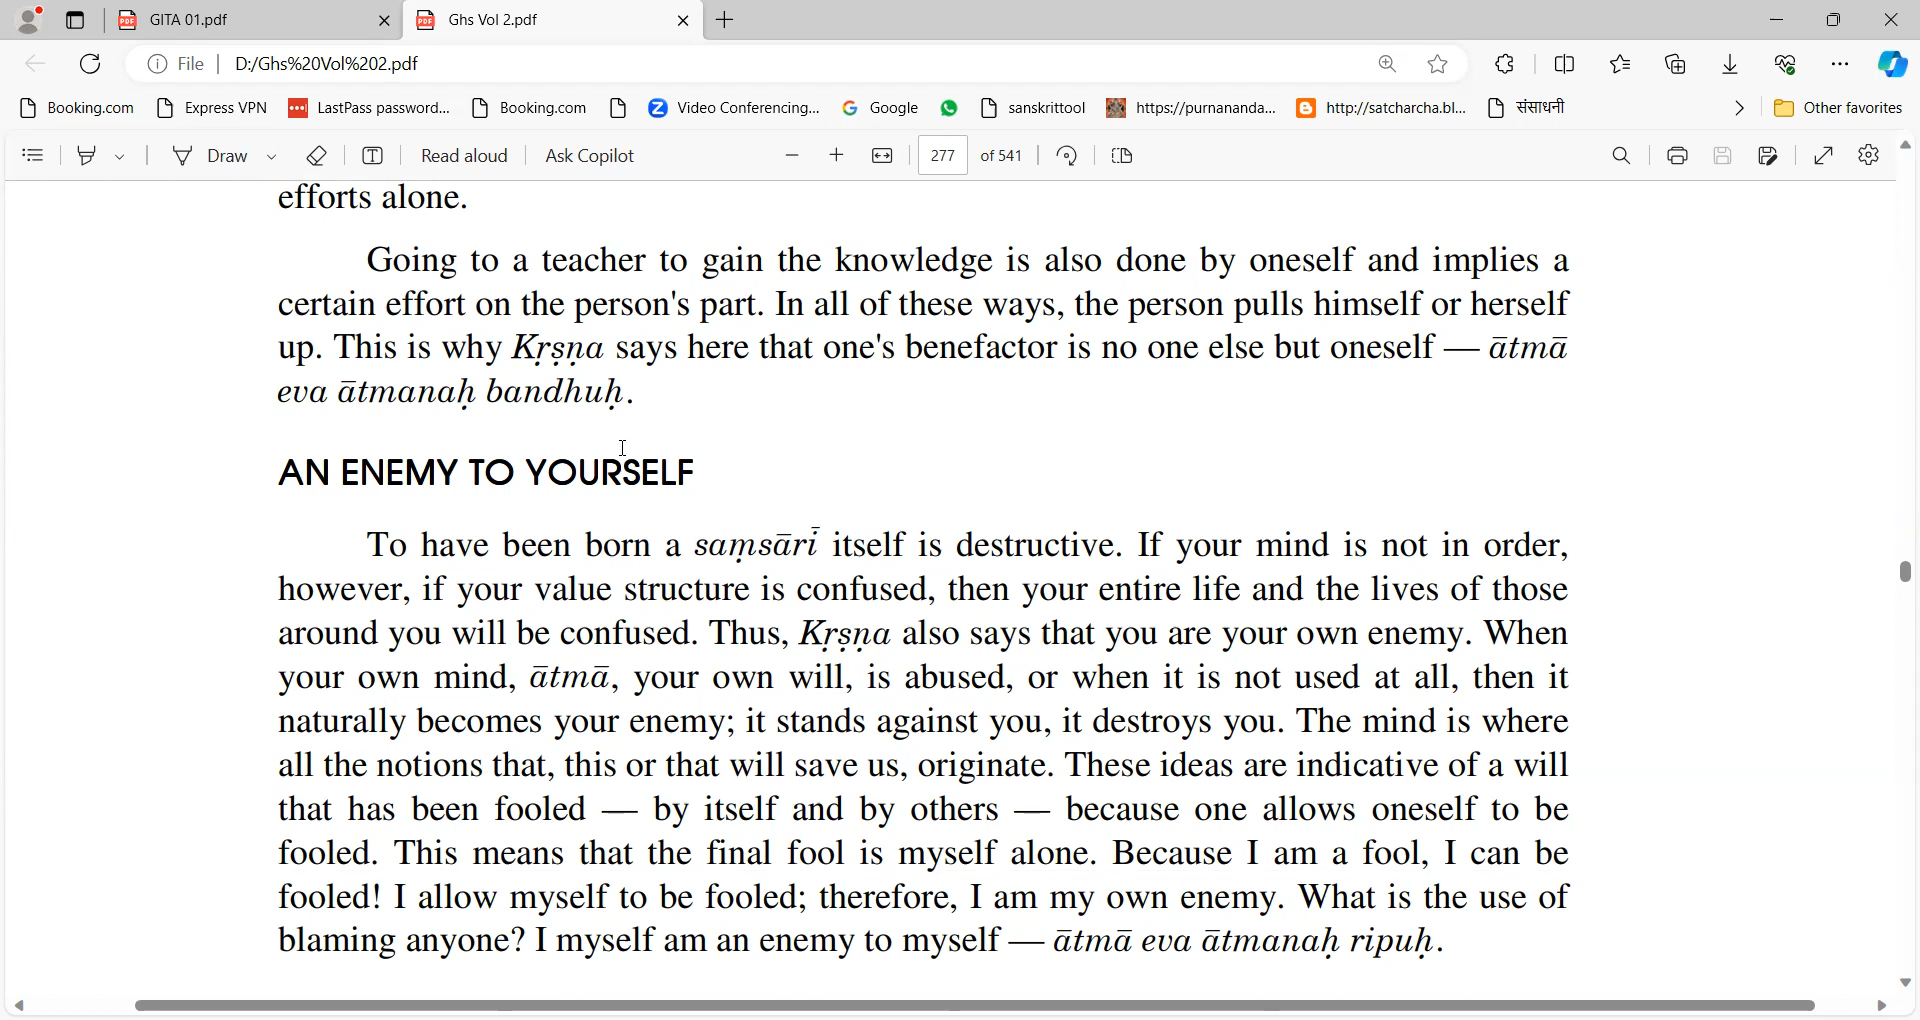 GITA 01.pdf
Ghs Vol 2.pdf
File
D:/Ghs%20Vol%202.pdf
Booking.com
Express VPN
LastPass password...
Booking.com
Video Conferencing...
Google
sanskrittool
https://purnananda...
http://satcharcha.bl...
संसाधनी
Other favorites
Draw
Read aloud
Ask Copilot
277
of 541
efforts alone.
Going to a teacher to gain the knowledge is also done by oneself and implies a
certain effort on the person's part. In all of these ways, the person pulls himself or herself
up. This is why Kṛṣṇa says here that one's benefactor is no one else but oneself — ātmā
eva ātmanaḥ bandhuḥ.
AN ENEMY TO YOURSELF
To have been born a saṃsārī itself is destructive. If your mind is not in order,
however, if your value structure is confused, then your entire life and the lives of those
around you will be confused. Thus, Kṛṣṇa also says that you are your own enemy. When
your own mind, ātmā, your own will, is abused, or when it is not used at all, then it
naturally becomes your enemy; it stands against you, it destroys you. The mind is where
all the notions that, this or that will save us, originate. These ideas are indicative of a will
that has been fooled — by itself and by others — because one allows oneself to be
fooled. This means that the final fool is myself alone. Because I am a fool, I can be
fooled! I allow myself to be fooled; therefore, I am my own enemy. What is the use of
blaming anyone? I myself am an enemy to myself — ātmā eva ātmanaḥ ripuḥ.